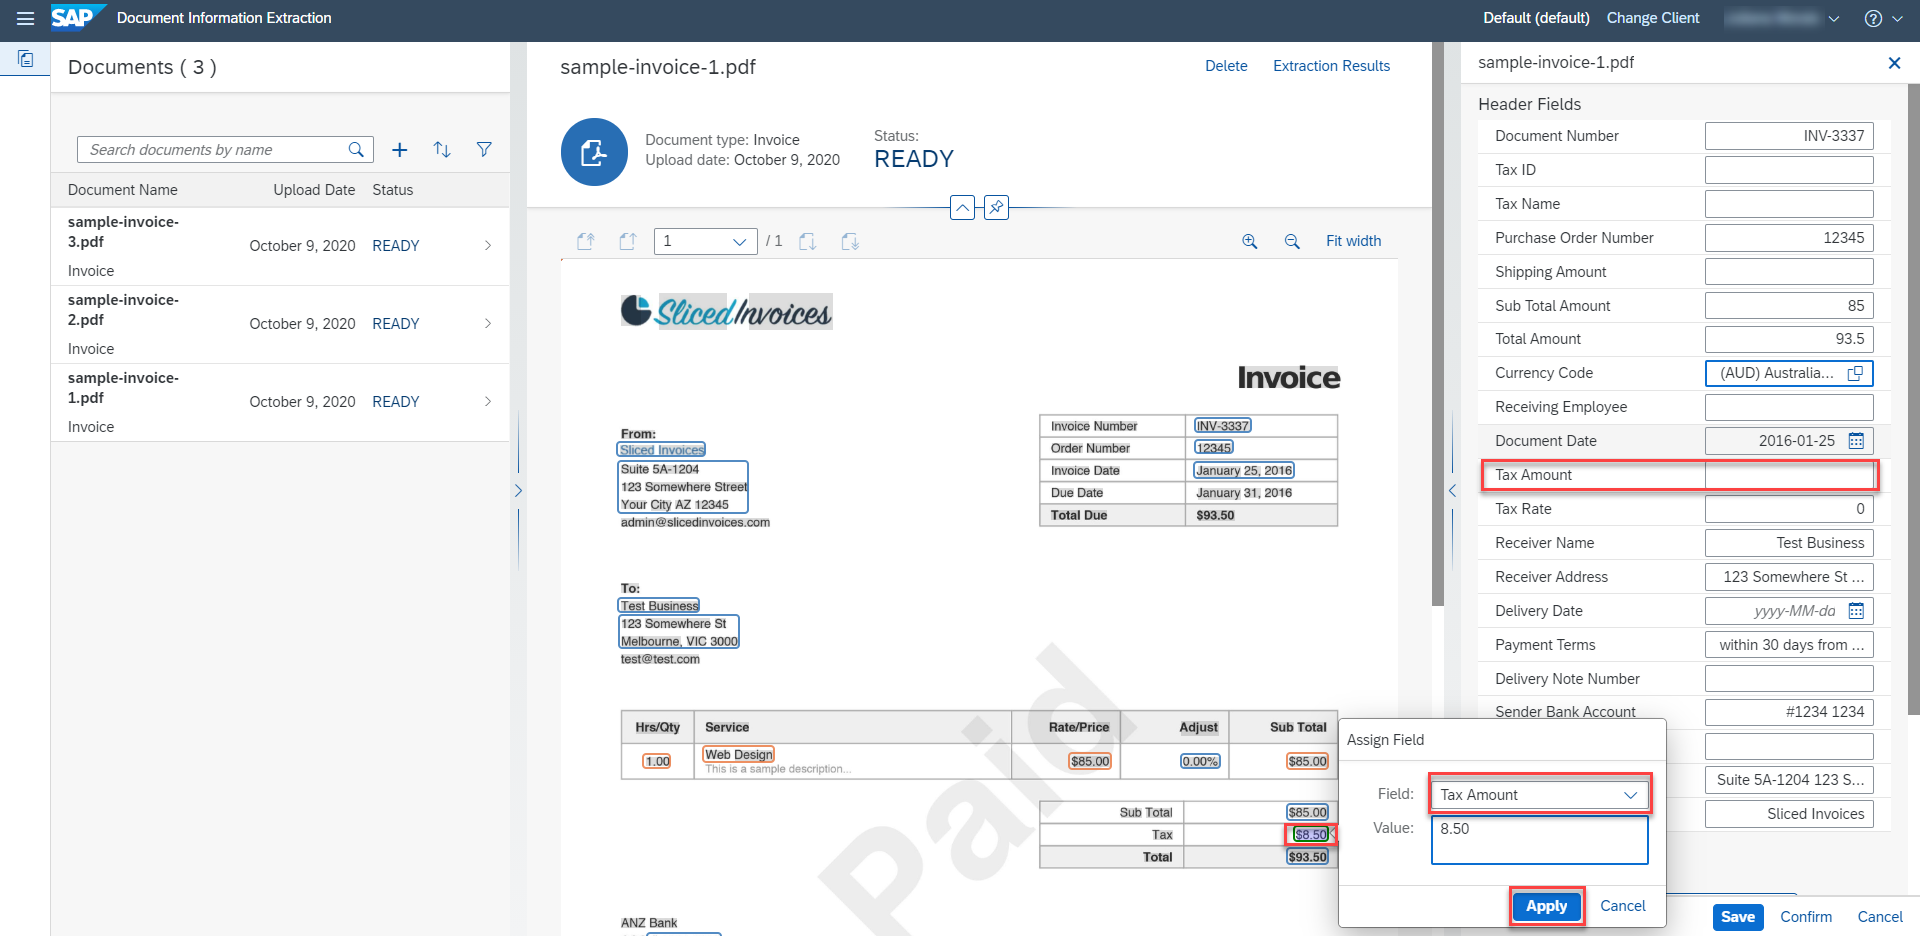 SAP Document Information Extraction
Default (default) Change Client
Documents ( 3 )
Search documents by name
Document Name Upload Date Status
sample-invoice-
3.pdf
October 9, 2020 READY
Invoice
sample-invoice-
2.pdf
October 9, 2020 READY
Invoice
sample-invoice-
1.pdf
October 9, 2020 READY
Invoice
sample-invoice-1.pdf
Delete Extraction Results
Document type: Invoice
Upload date: October 9, 2020
Status:
READY
1 / 1
Fit width
SlicedInvoices
Invoice
From:
Sliced Invoices
Suite 5A-1204
123 Somewhere Street
Your City AZ 12345
admin@slicedinvoices.com
Invoice Number INV-3337
Order Number 12345
Invoice Date January 25, 2016
Due Date January 31, 2016
Total Due $93.50
To:
Test Business
123 Somewhere St
Melbourne, VIC 3000
test@test.com
Paid
Hrs/Qty Service Rate/Price Adjust Sub Total
1.00 Web Design $85.00 0.00% $85.00
This is a sample description...
Sub Total $85.00
Tax $8.50
Total $93.50
ANZ Bank
sample-invoice-1.pdf
Header Fields
Document Number INV-3337
Tax ID
Tax Name
Purchase Order Number 12345
Shipping Amount
Sub Total Amount 85
Total Amount 93.5
Currency Code (AUD) Australia...
Receiving Employee
Document Date 2016-01-25
Tax Amount
Tax Rate 0
Receiver Name Test Business
Receiver Address 123 Somewhere St ...
Delivery Date yyyy-MM-dd
Payment Terms within 30 days from ...
Delivery Note Number
Sender Bank Account #1234 1234
Suite 5A-1204 123 S...
Sliced Invoices
Assign Field
Field: Tax Amount
Value: 8.50
Apply Cancel
Save Confirm Cancel